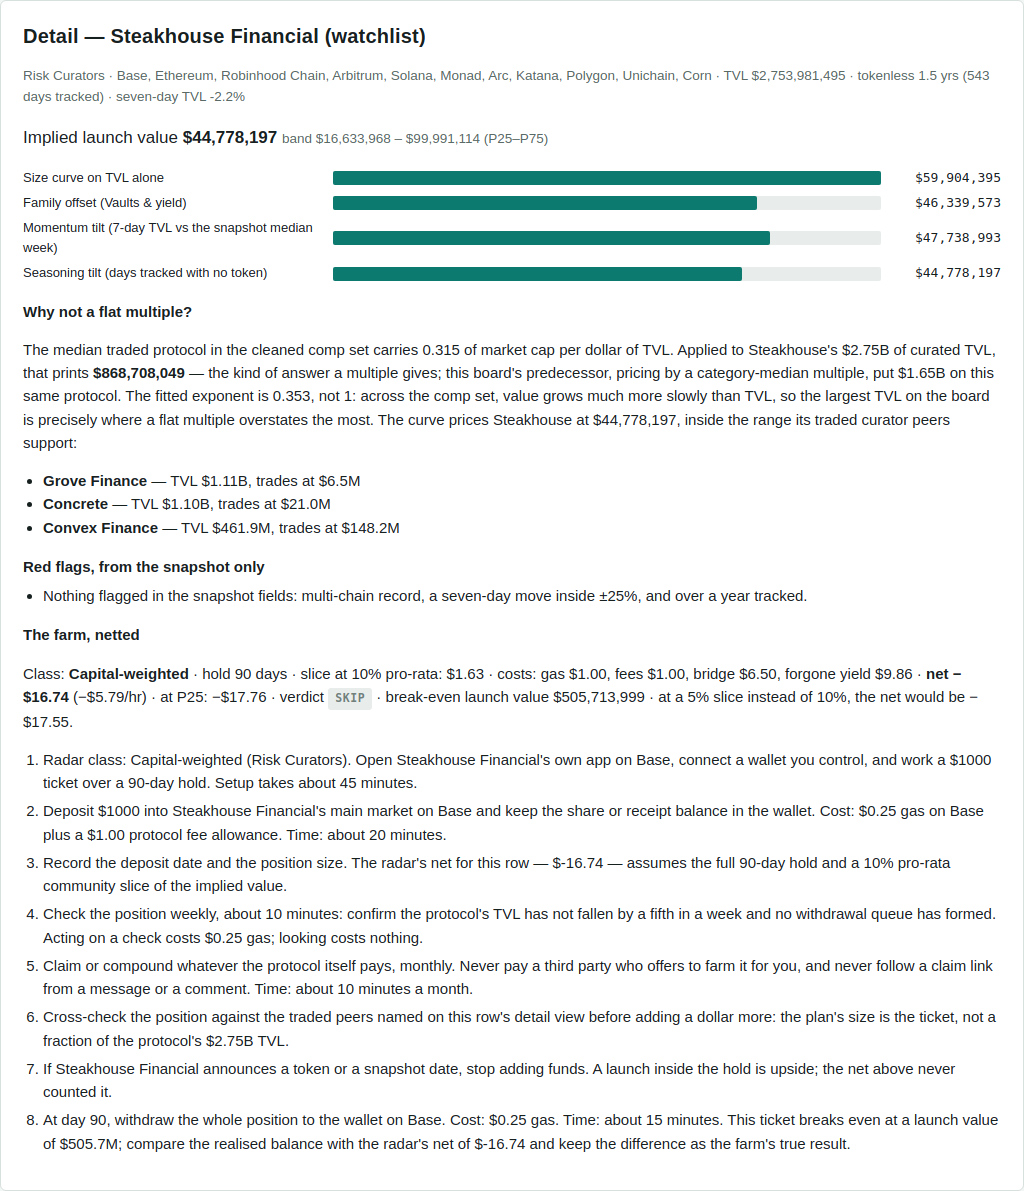 Detail — Steakhouse Financial (watchlist)
Risk Curators · Base, Ethereum, Robinhood Chain, Arbitrum, Solana, Monad, Arc, Katana, Polygon, Unichain, Corn · TVL $2,753,981,495 · tokenless 1.5 yrs (543
days tracked) · seven-day TVL -2.2%
Implied launch value $44,778,197 band $16,633,968 – $99,991,114 (P25–P75)
Size curve on TVL alone $59,904,395
Family offset (Vaults & yield) $46,339,573
Momentum tilt (7-day TVL vs the snapshot median
week) $47,738,993
Seasoning tilt (days tracked with no token) $44,778,197
Why not a flat multiple?
The median traded protocol in the cleaned comp set carries 0.315 of market cap per dollar of TVL. Applied to Steakhouse's $2.75B of curated TVL,
that prints $868,708,049 — the kind of answer a multiple gives; this board's predecessor, pricing by a category-median multiple, put $1.65B on this
same protocol. The fitted exponent is 0.353, not 1: across the comp set, value grows much more slowly than TVL, so the largest TVL on the board
is precisely where a flat multiple overstates the most. The curve prices Steakhouse at $44,778,197, inside the range its traded curator peers
support:
• Grove Finance — TVL $1.11B, trades at $6.5M
• Concrete — TVL $1.10B, trades at $21.0M
• Convex Finance — TVL $461.9M, trades at $148.2M
Red flags, from the snapshot only
• Nothing flagged in the snapshot fields: multi-chain record, a seven-day move inside ±25%, and over a year tracked.
The farm, netted
Class: Capital-weighted · hold 90 days · slice at 10% pro-rata: $1.63 · costs: gas $1.00, fees $1.00, bridge $6.50, forgone yield $9.86 · net −
$16.74 (−$5.79/hr) · at P25: −$17.76 · verdict SKIP · break-even launch value $505,713,999 · at a 5% slice instead of 10%, the net would be −
$17.55.
1. Radar class: Capital-weighted (Risk Curators). Open Steakhouse Financial's own app on Base, connect a wallet you control, and work a $1000
ticket over a 90-day hold. Setup takes about 45 minutes.
2. Deposit $1000 into Steakhouse Financial's main market on Base and keep the share or receipt balance in the wallet. Cost: $0.25 gas on Base
plus a $1.00 protocol fee allowance. Time: about 20 minutes.
3. Record the deposit date and the position size. The radar's net for this row — $-16.74 — assumes the full 90-day hold and a 10% pro-rata
community slice of the implied value.
4. Check the position weekly, about 10 minutes: confirm the protocol's TVL has not fallen by a fifth in a week and no withdrawal queue has formed.
Acting on a check costs $0.25 gas; looking costs nothing.
5. Claim or compound whatever the protocol itself pays, monthly. Never pay a third party who offers to farm it for you, and never follow a claim link
from a message or a comment. Time: about 10 minutes a month.
6. Cross-check the position against the traded peers named on this row's detail view before adding a dollar more: the plan's size is the ticket, not a
fraction of the protocol's $2.75B TVL.
7. If Steakhouse Financial announces a token or a snapshot date, stop adding funds. A launch inside the hold is upside; the net above never
counted it.
8. At day 90, withdraw the whole position to the wallet on Base. Cost: $0.25 gas. Time: about 15 minutes. This ticket breaks even at a launch value
of $505.7M; compare the realised balance with the radar's net of $-16.74 and keep the difference as the farm's true result.